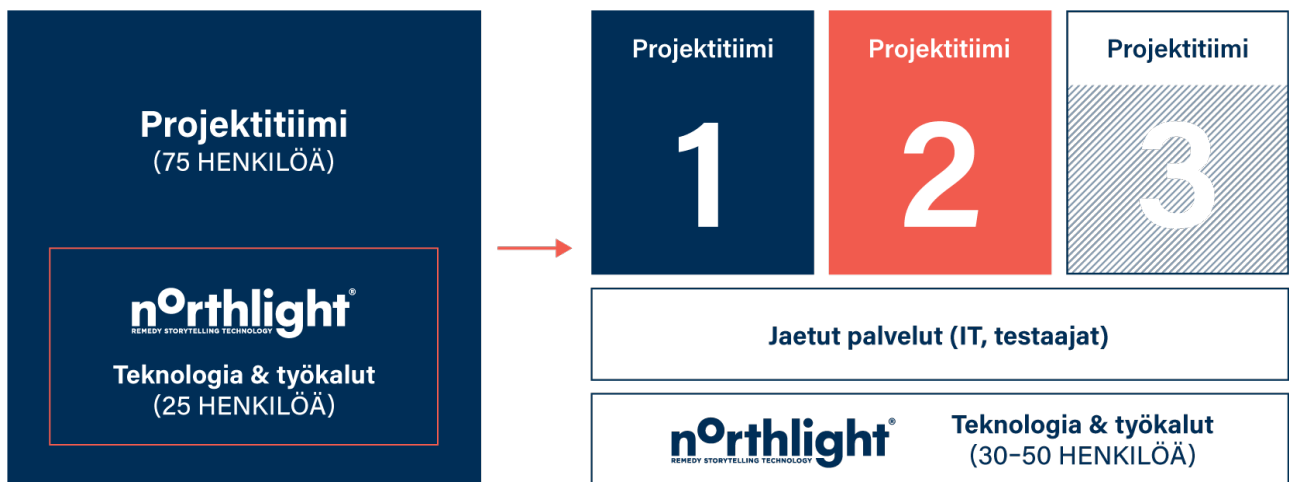 Projektitiimi
(75 HENKILÖÄ)
northlight®
REMEDY STORYTELLING TECHNOLOGY
Teknologia & työkalut
(25 HENKILÖÄ)
Projektitiimi
1
Projektitiimi
2
Projektitiimi
3
Jaetut palvelut (IT, testaajat)
northlight®
REMEDY STORYTELLING TECHNOLOGY
Teknologia & työkalut
(30–50 HENKILÖÄ)